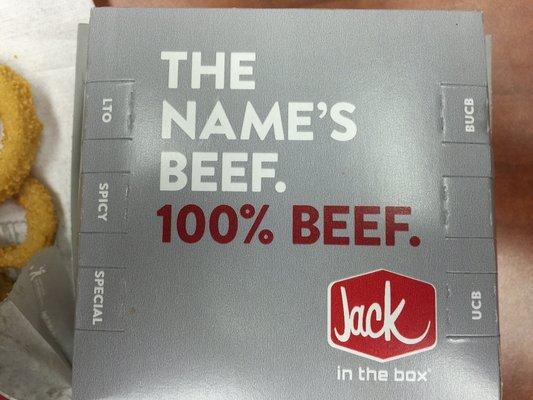 THE
NAME'S
BEEF.
100% BEEF.
LTO
SPICY
SPECIAL
BUCB
UCB
Jack
in the box